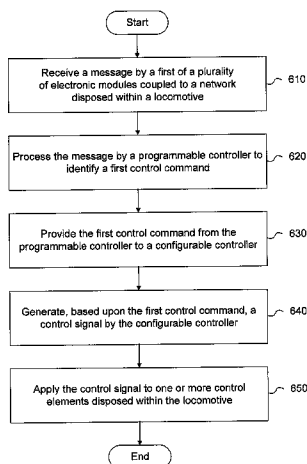 Start
Receive a message by a first of a plurality
of electronic modules coupled to a network
disposed within a locomotive
610
Process the message by a programmable controller to
identify a first control command
620
Provide the first control command from the
programmable controller to a configurable controller
630
Generate, based upon the first control command, a
control signal by the configurable controller
640
Apply the control signal to one or more control
elements disposed within the locomotive
650
End